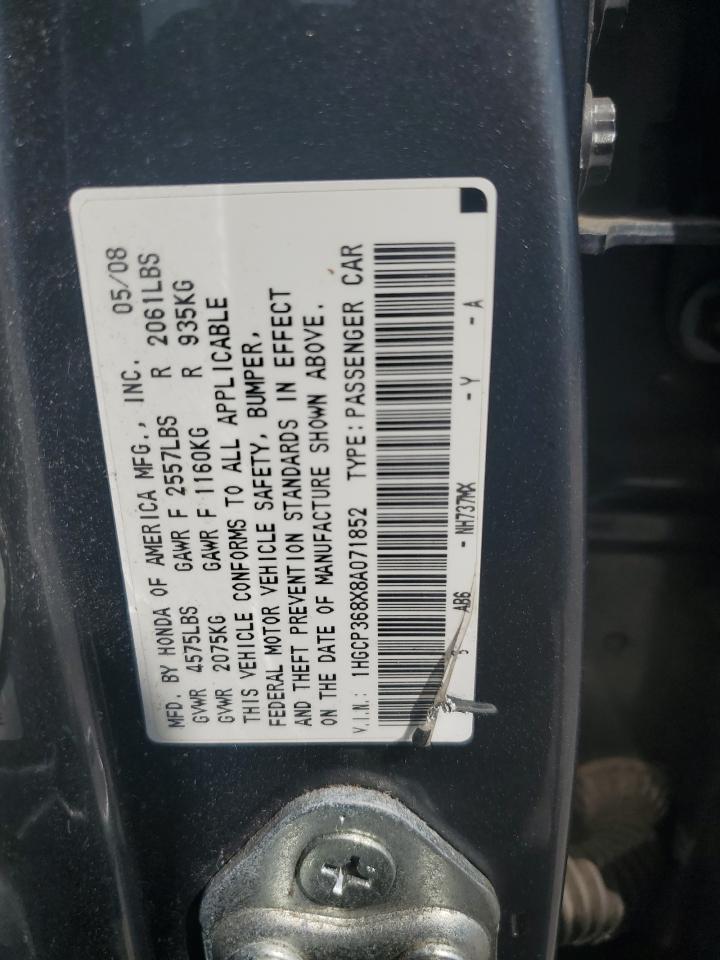 MFD. BY HONDA OF AMERICA MFG., INC. 05/08
GVWR 4575LBS GAWR F 2557LBS R 2061LBS
GVWR 2075KG GAWR F 1160KG R 935KG
THIS VEHICLE CONFORMS TO ALL APPLICABLE
FEDERAL MOTOR VEHICLE SAFETY, BUMPER,
AND THEFT PREVENTION STANDARDS IN EFFECT
ON THE DATE OF MANUFACTURE SHOWN ABOVE.
V.I.N.: 1HGCP368X8A071852 TYPE: PASSENGER CAR
AB6 - NH737MX - Y - A